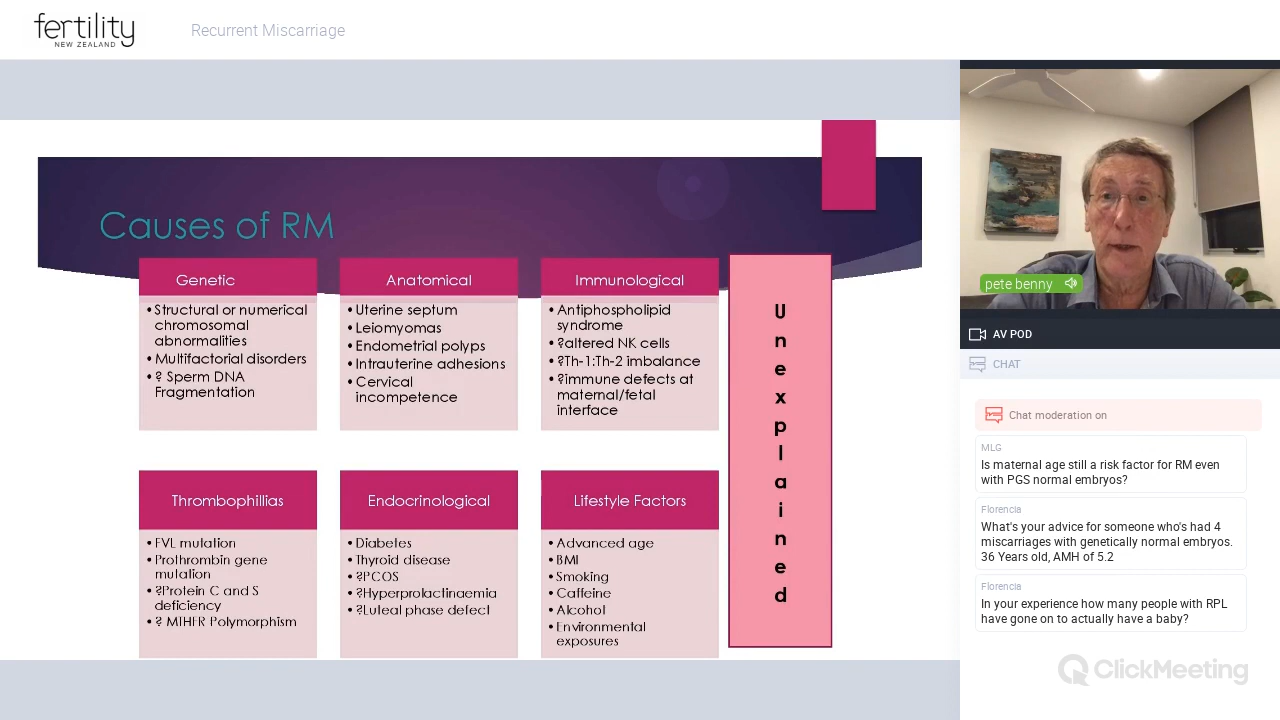 fertility
NEW ZEALAND
Recurrent Miscarriage
Causes of RM
Genetic
• Structural or numerical
chromosomal
abnormalities
• Multifactorial disorders
• ? Sperm DNA
Fragmentation
Anatomical
• Uterine septum
• Leiomyomas
• Endometrial polyps
• Intrauterine adhesions
• Cervical
incompetence
Immunological
• Antiphospholipid
syndrome
• ?altered NK cells
• ?Th-1:Th-2 imbalance
• ?immune defects at
maternal/fetal
interface
Unexplained
Thrombophillias
• FVL mutation
• Prothrombin gene
mutation
• ?Protein C and S
deficiency
• ? MTHFR Polymorphism
Endocrinological
• Diabetes
• Thyroid disease
• ?PCOS
• ?Hyperprolactinaemia
• ?Luteal phase defect
Lifestyle Factors
• Advanced age
• BMI
• Smoking
• Caffeine
• Alcohol
• Environmental
exposures
pete benny
AV POD
CHAT
Chat moderation on
MLG
Is maternal age still a risk factor for RM even
with PGS normal embryos?
Florencia
What's your advice for someone who's had 4
miscarriages with genetically normal embryos.
36 Years old, AMH of 5.2
Florencia
In your experience how many people with RPL
have gone on to actually have a baby?
ClickMeeting